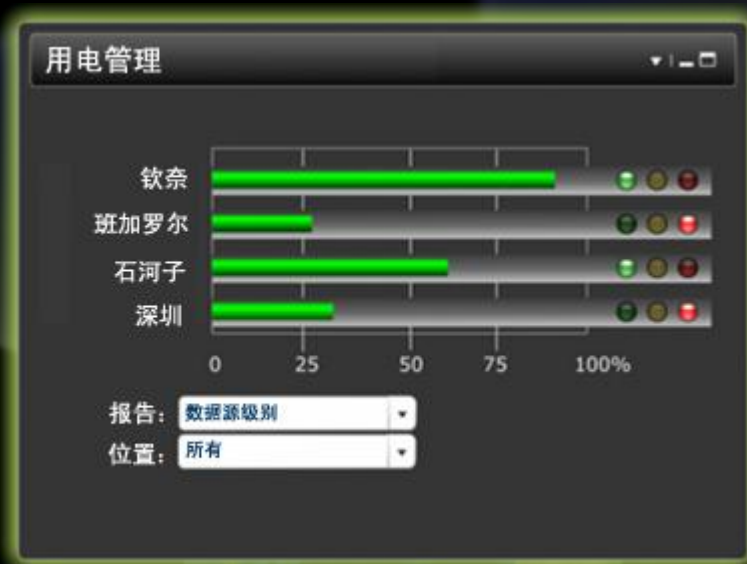 用电管理
钦奈
班加罗尔
石河子
深圳
0 25 50 75 100%
报告： 数据源级别
位置： 所有